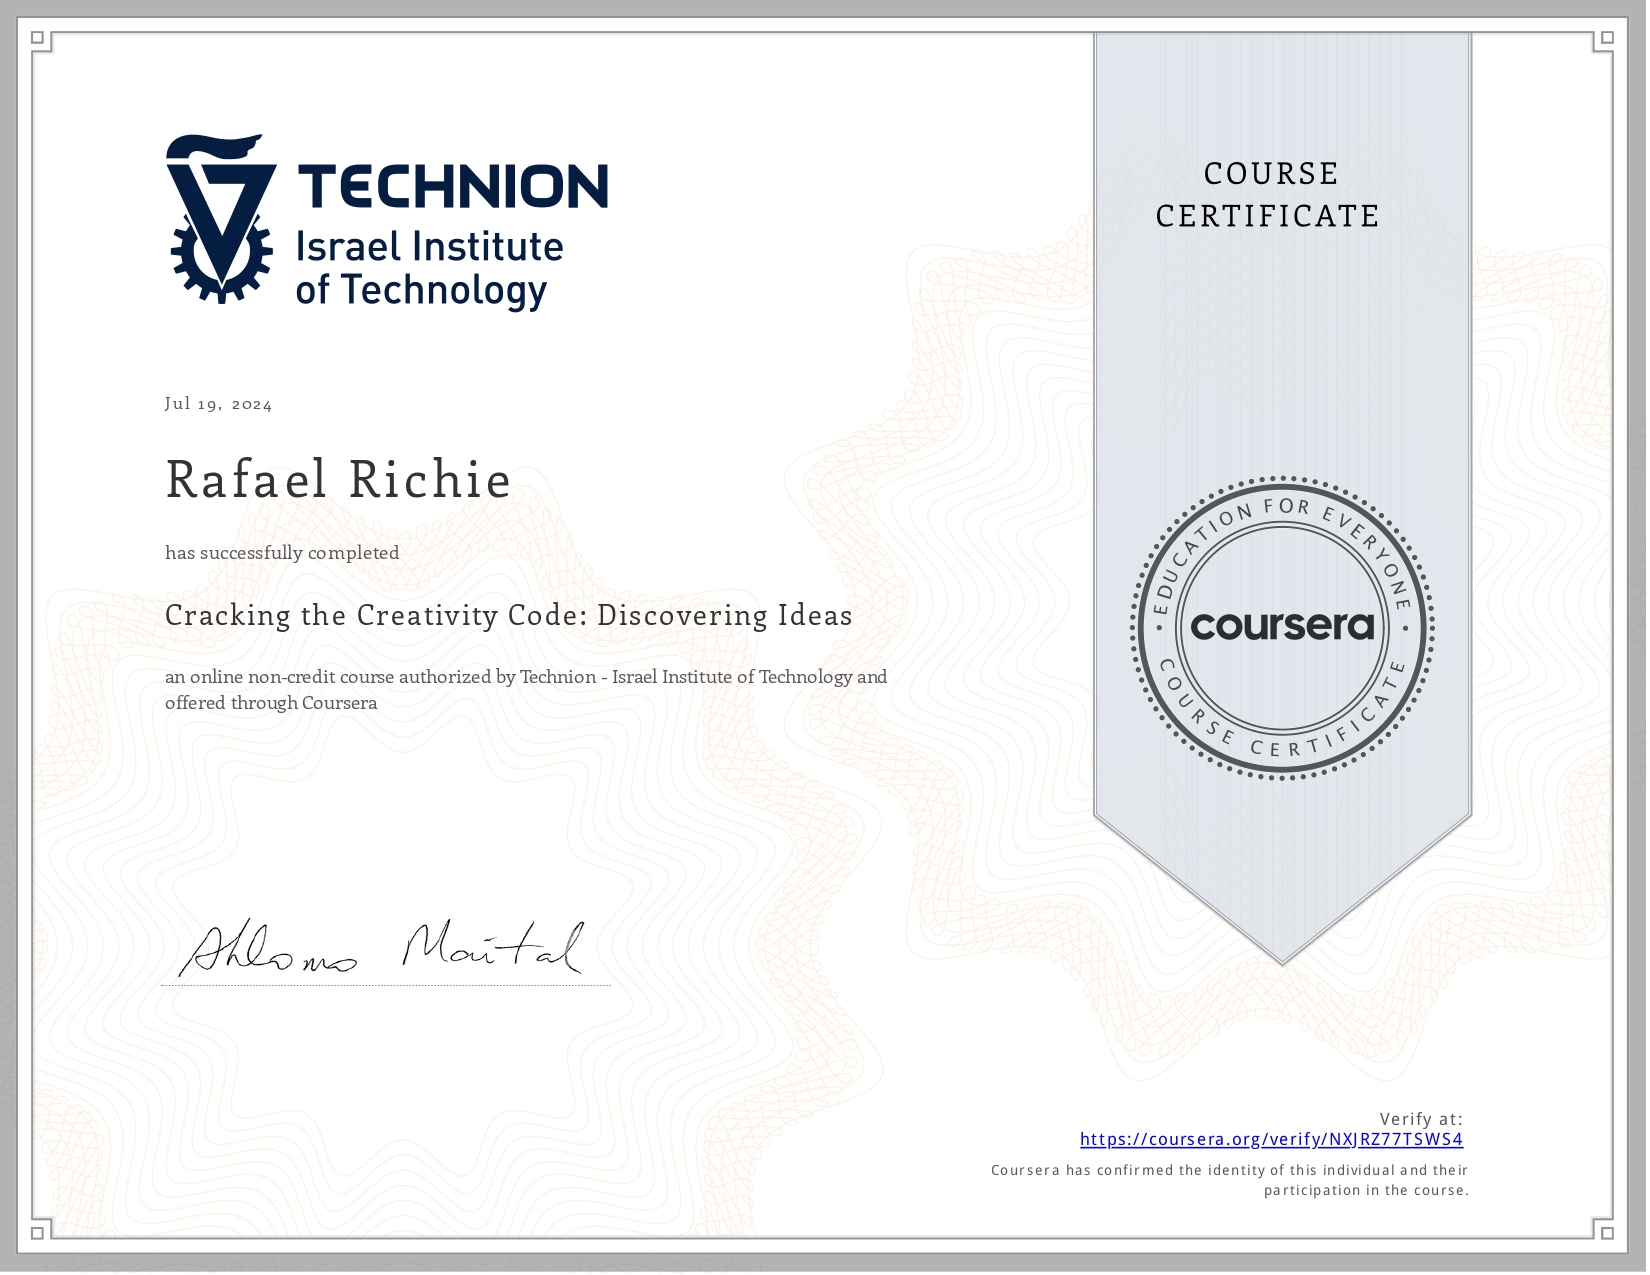 TECHNION
Israel Institute
of Technology
COURSE
CERTIFICATE
Jul 19, 2024
Rafael Richie
has successfully completed
Cracking the Creativity Code: Discovering Ideas
an online non-credit course authorized by Technion - Israel Institute of Technology and
offered through Coursera
EDUCATION FOR EVERYONE
coursera
COURSE CERTIFICATE
Shlomo Maital
Verify at:
https://coursera.org/verify/NXJRZ77TSWS4
Coursera has confirmed the identity of this individual and their
participation in the course.